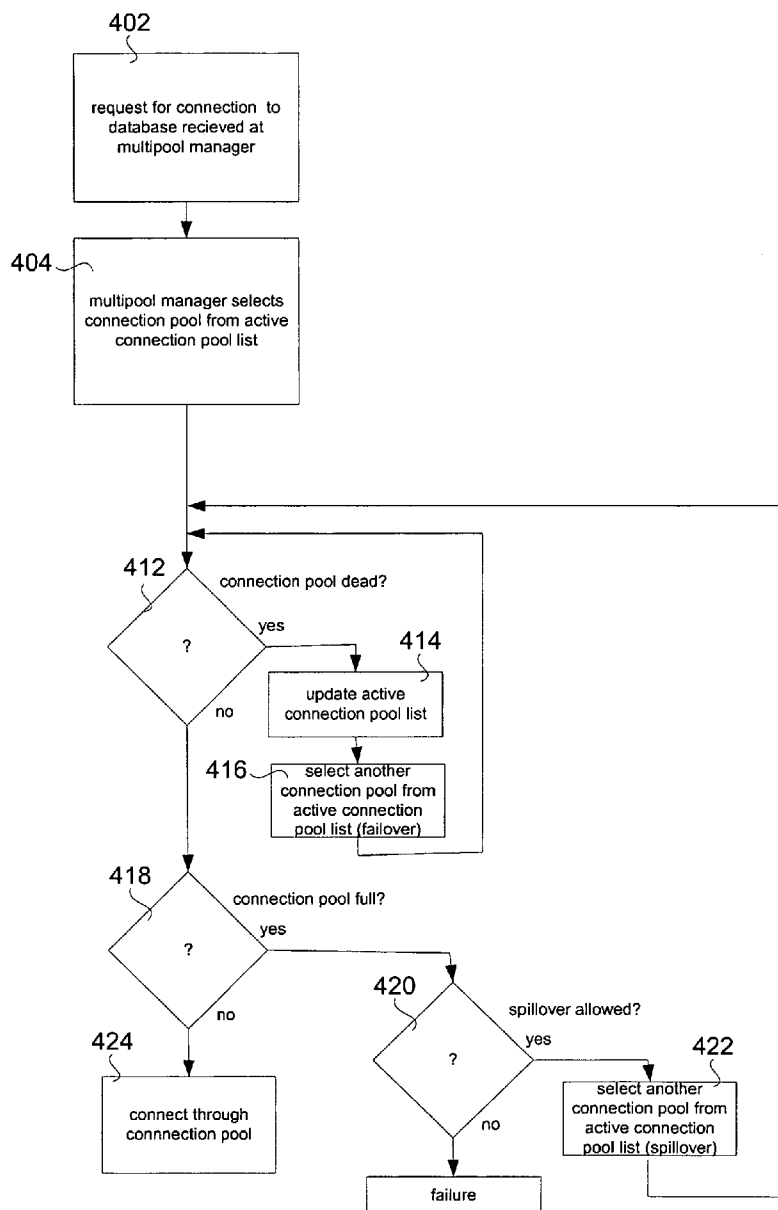 402
request for connection to
database recieved at
multipool manager
404
multipool manager selects
connection pool from active
connection pool list
412
connection pool dead?
?
yes
no
414
update active
connection pool list
416
select another
connection pool from
active connection
pool list (failover)
418
connection pool full?
?
yes
no
420
spillover allowed?
?
yes
no
422
select another
connection pool from
active connection
pool list (spillover)
424
connect through
connnection pool
failure